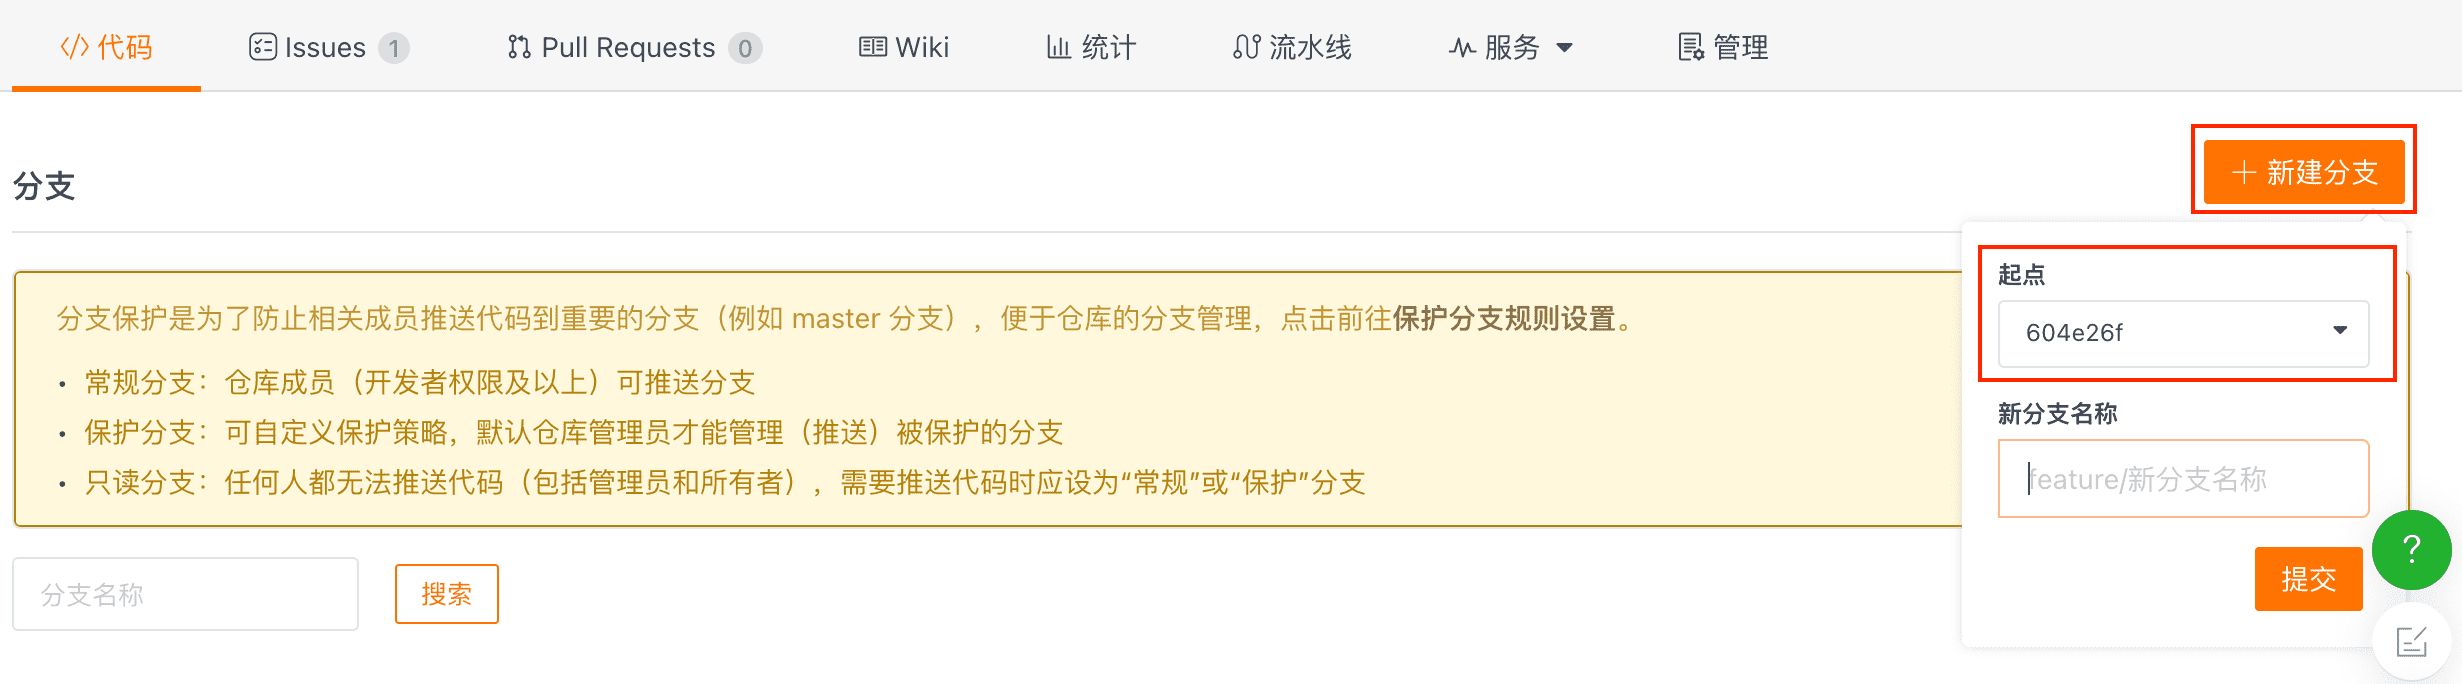 </> 代码 Issues 1 Pull Requests 0 Wiki 统计 流水线 服务 管理
分支
+ 新建分支
分支保护是为了防止相关成员推送代码到重要的分支（例如 master 分支），便于仓库的分支管理，点击前往保护分支规则设置。
• 常规分支：仓库成员（开发者权限及以上）可推送分支
• 保护分支：可自定义保护策略，默认仓库管理员才能管理（推送）被保护的分支
• 只读分支：任何人都无法推送代码（包括管理员和所有者），需要推送代码时应设为“常规”或“保护”分支
分支名称
搜索
起点
604e26f
新分支名称
feature/新分支名称
提交
?